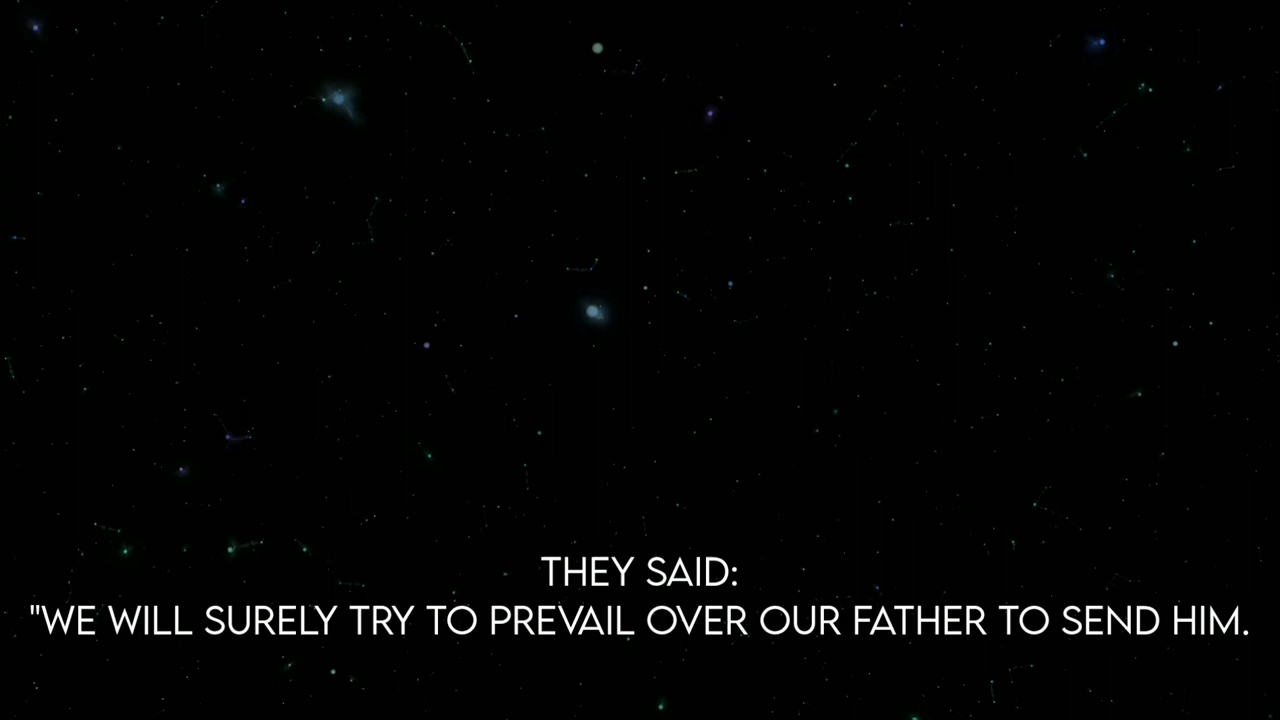 THEY SAID:
"WE WILL SURELY TRY TO PREVAIL OVER OUR FATHER TO SEND HIM.